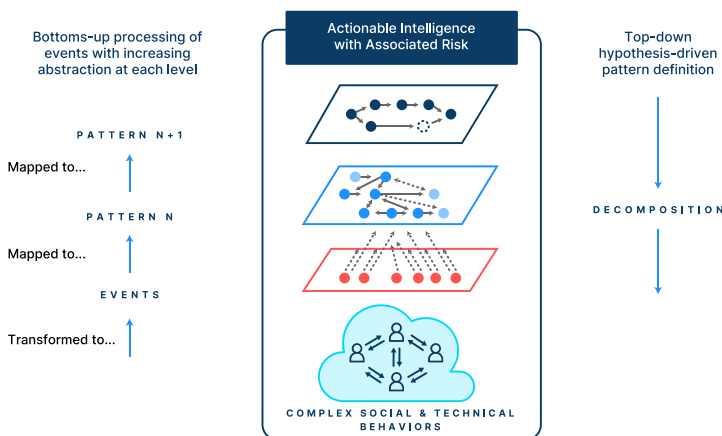 Bottoms-up processing of
events with increasing
abstraction at each level
PATTERN N+1
Mapped to...
PATTERN N
Mapped to...
EVENTS
Transformed to...
Actionable Intelligence
with Associated Risk
COMPLEX SOCIAL & TECHNICAL
BEHAVIORS
Top-down
hypothesis-driven
pattern definition
DECOMPOSITION